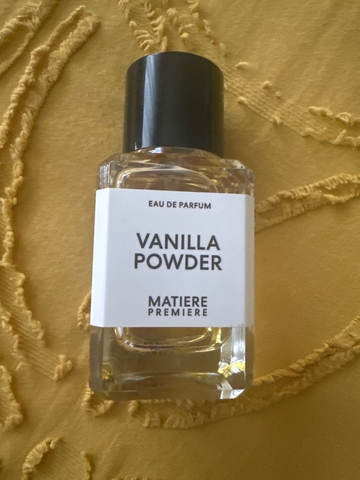 EAU DE PARFUM
VANILLA
POWDER
MATIERE
PREMIERE